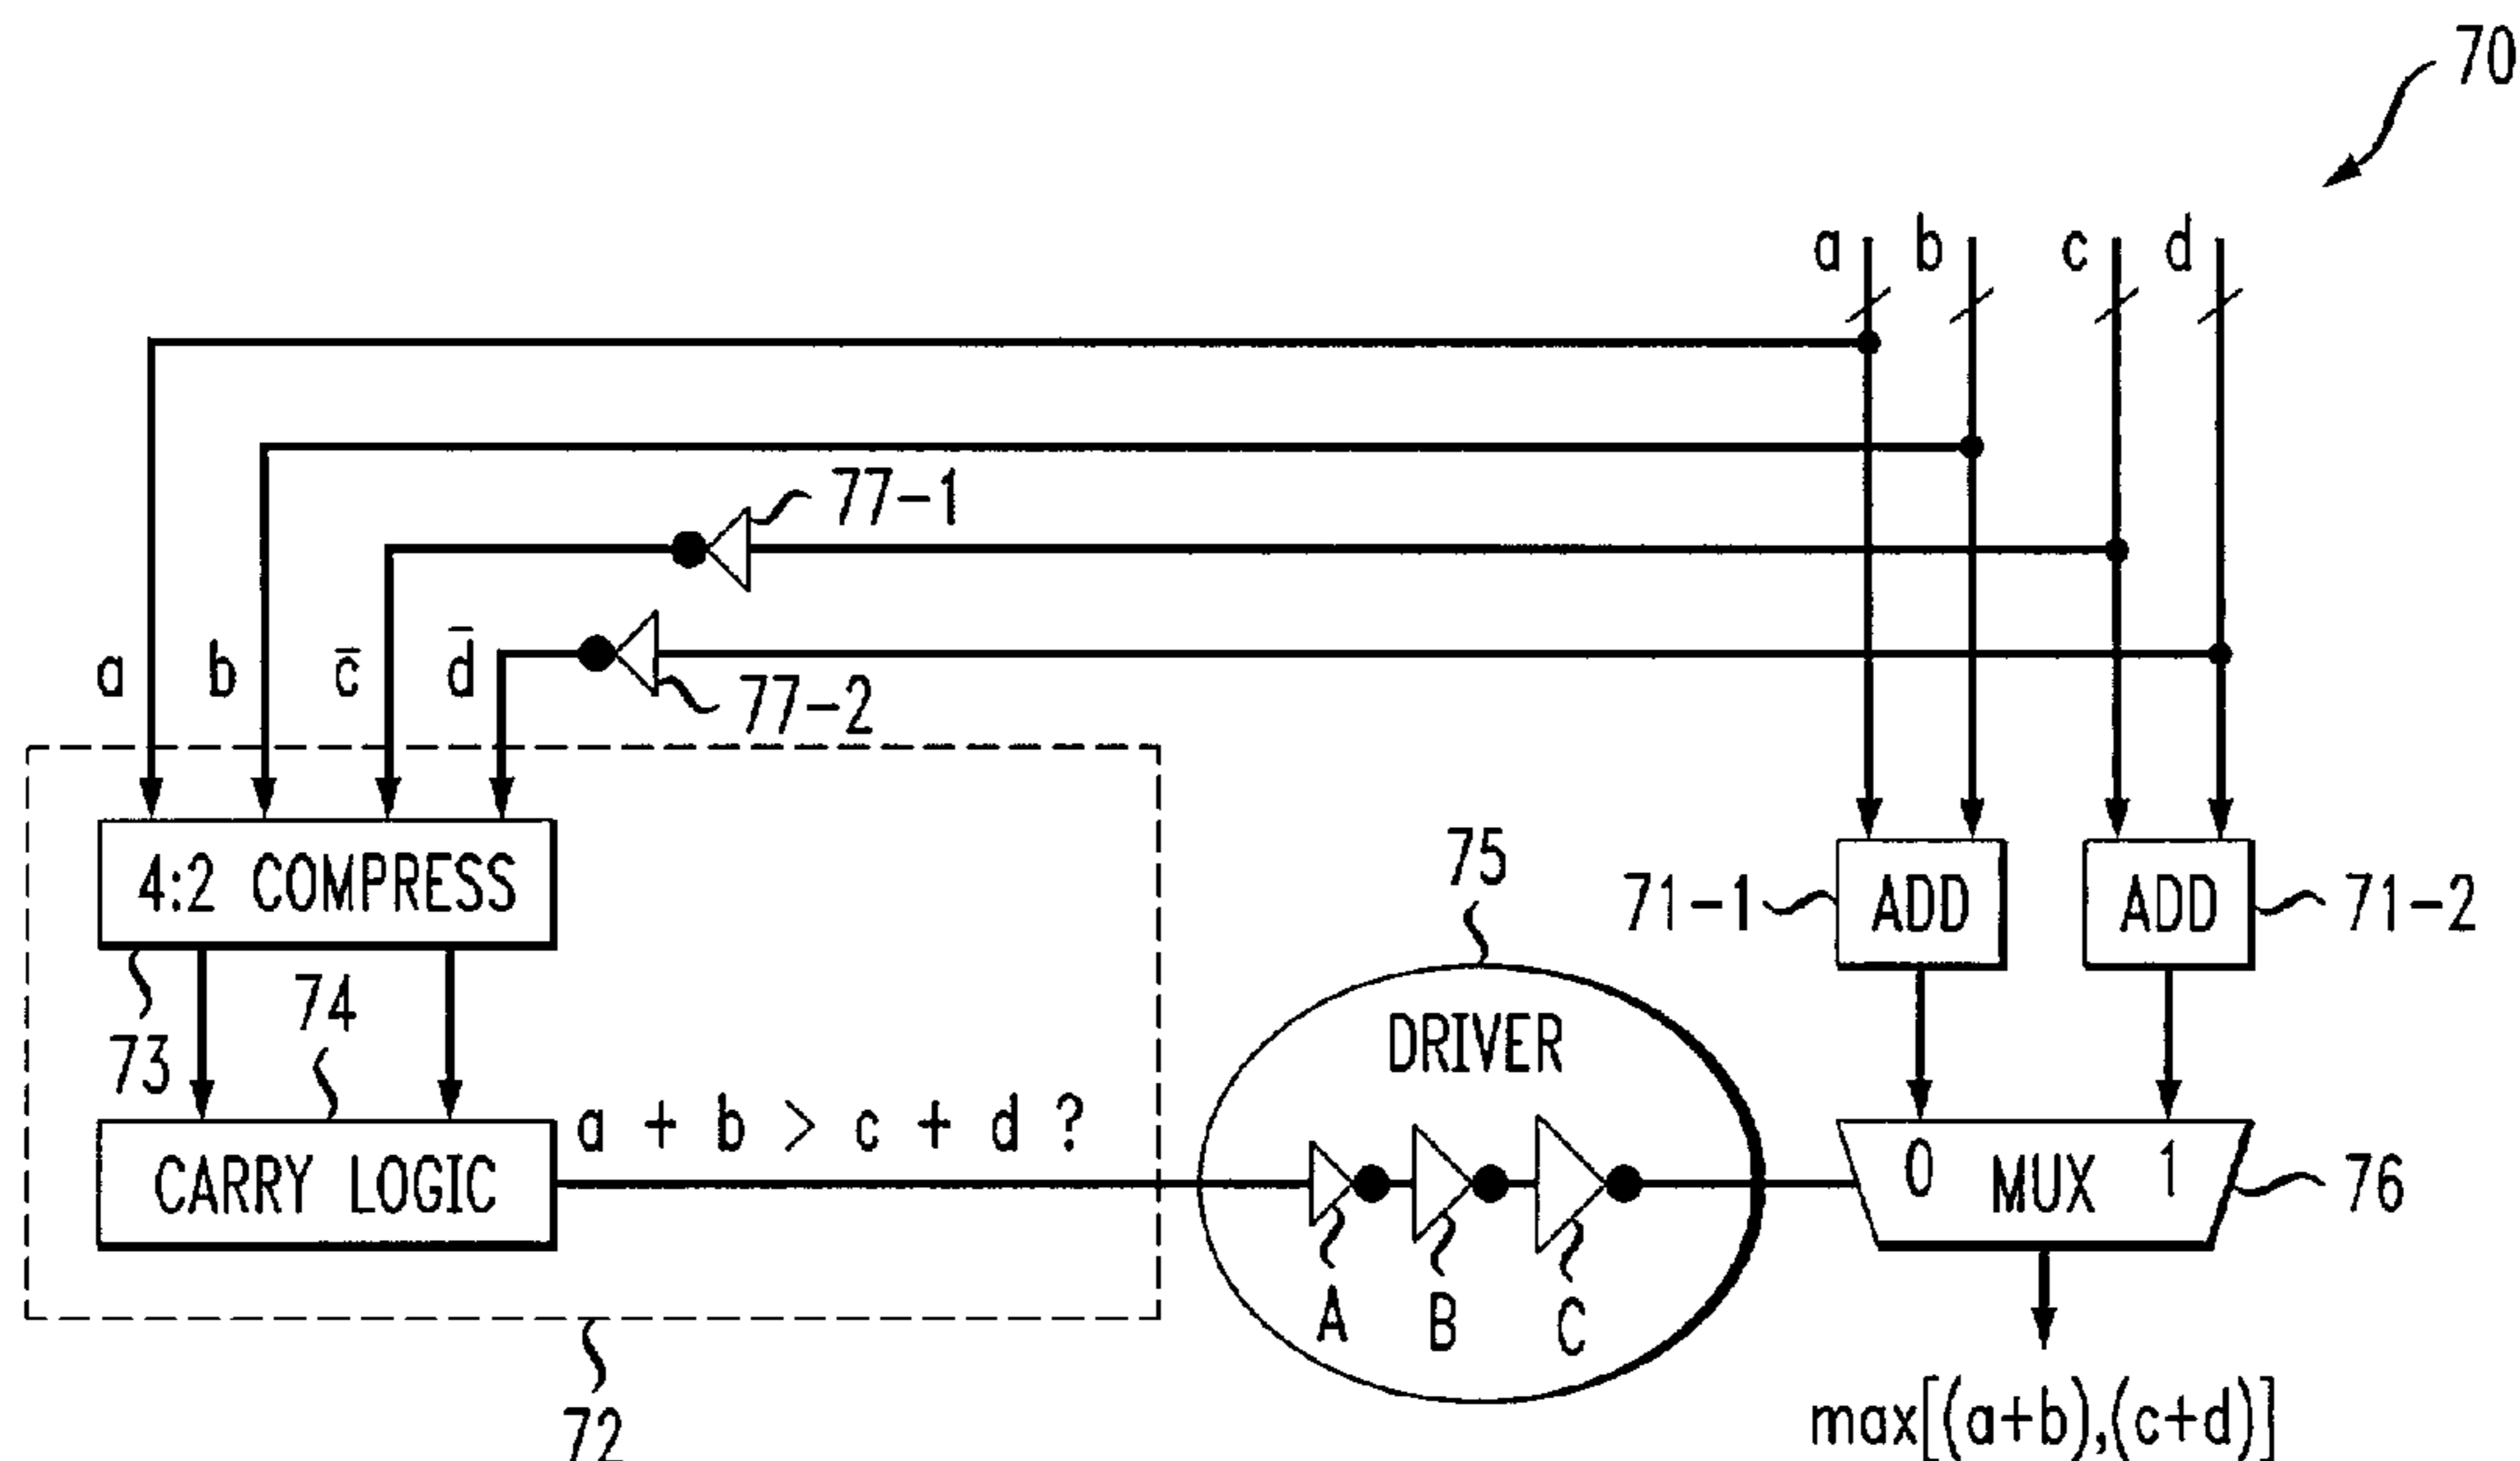 70
a b c d
77-1
a b c̄ d̄
77-2
4:2 COMPRESS
75
71-1 ADD ADD 71-2
73 74
DRIVER
a + b > c + d ?
CARRY LOGIC
0 MUX 1 76
A B C
72
max[(a+b),(c+d)]